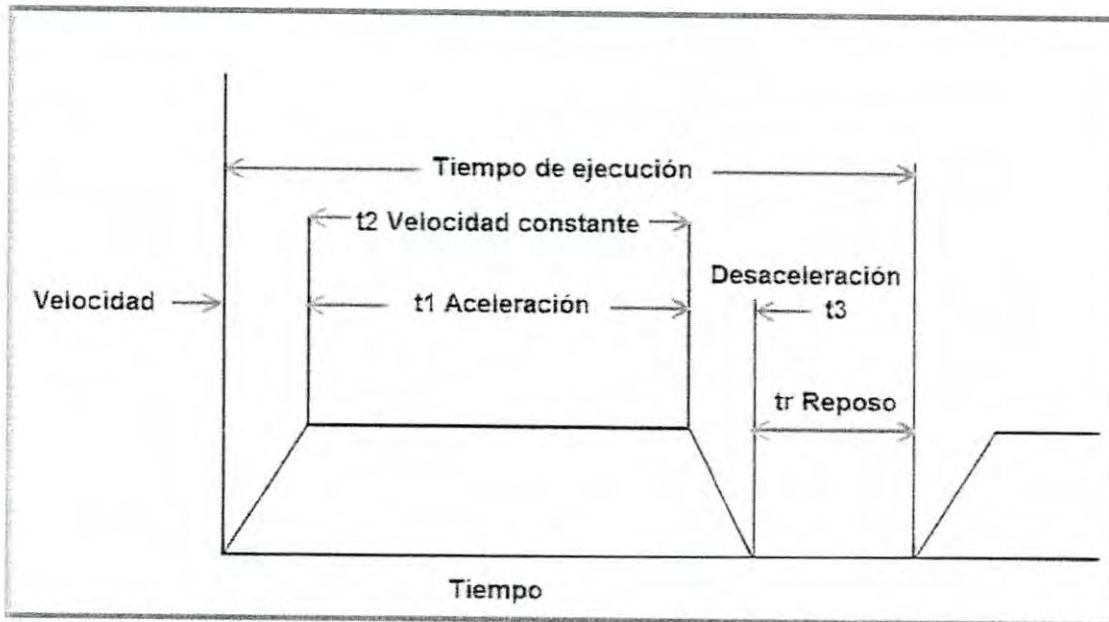 Tiempo de ejecución
t2 Velocidad constante
Desaceleración
Velocidad
t1 Aceleración
t3
tr Reposo
Tiempo